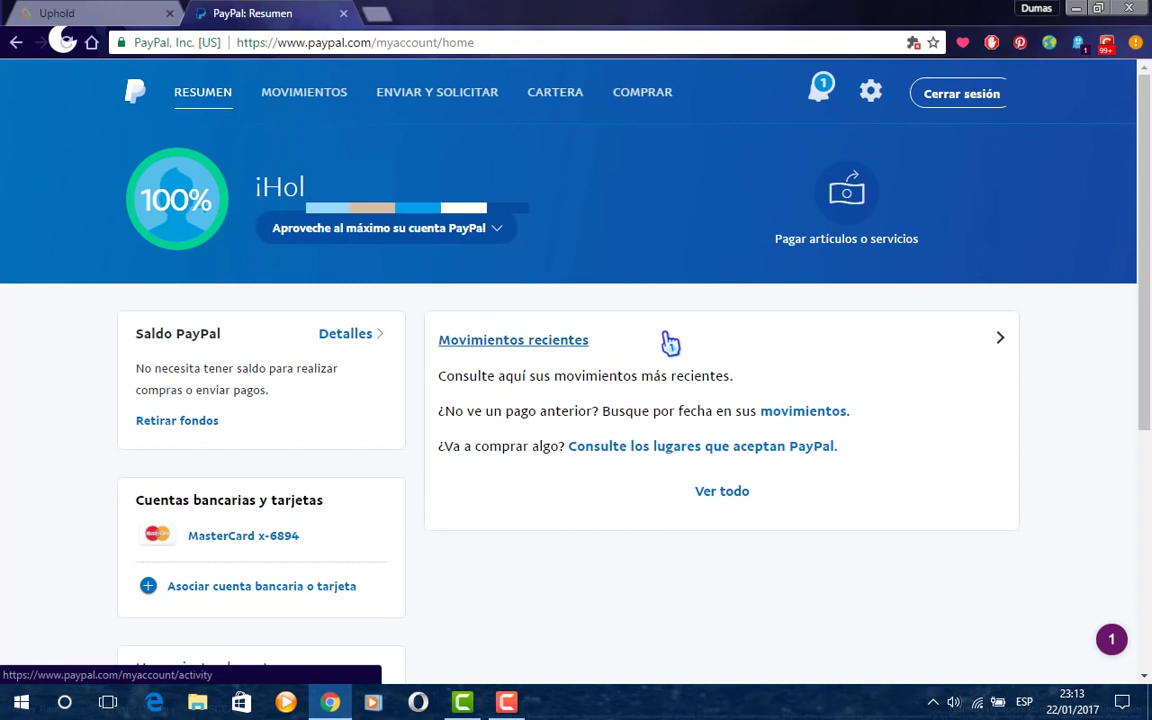 Uphold
PayPal: Resumen
Dumas
PayPal, Inc. [US]
https://www.paypal.com/myaccount/home
1
99+
RESUMEN
MOVIMIENTOS
ENVIAR Y SOLICITAR
CARTERA
COMPRAR
1
Cerrar sesión
100%
¡Hol
Aproveche al máximo su cuenta PayPal
Pagar artículos o servicios
Saldo PayPal
Detalles
No necesita tener saldo para realizar
compras o enviar pagos.
Retirar fondos
Movimientos recientes
Consulte aquí sus movimientos más recientes.
¿No ve un pago anterior? Busque por fecha en sus movimientos.
¿Va a comprar algo? Consulte los lugares que aceptan PayPal.
Ver todo
Cuentas bancarias y tarjetas
MasterCard x-6894
Asociar cuenta bancaria o tarjeta
1
https://www.paypal.com/myaccount/activity
ESP
23:13
22/01/2017